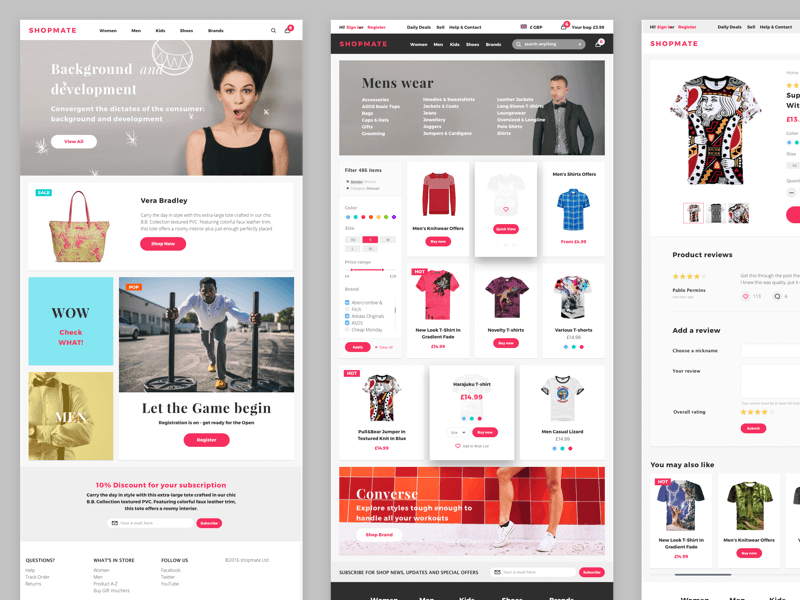 SHOPMATE
Women Men Kids Shoes Brands
Background and
development
Convergent the dictates of the consumer:
background and development
View All
SALE
Vera Bradley
Carry the day in style with this extra-large tote crafted in our chic
B.B. Collection textured PVC. Featuring colorful faux leather trim,
this tote offers a roomy interior plus just enough perfectly placed
Shop Now
WOW
Check
WHAT!
POP
MEN
Let the Game begin
Registration is on - get ready for the Open
Register
10% Discount for your subscription
Carry the day in style with this extra-large tote crafted in our chic
B.B. Collection textured PVC. Featuring colorful faux leather trim,
this tote offers a roomy interior.
Your e-mail here
Subscribe
QUESTIONS?
Help
Track Order
Returns
WHAT'S IN STORE
Women
Men
Product A-Z
Buy Gift Vouchers
FOLLOW US
Facebook
Twitter
YouTube
©2016 shopmate Ltd
Hi! Sign in or Register
Daily Deals Sell Help & Contact
£ GBP
Your bag: £3.99
SHOPMATE
Women Men Kids Shoes Brands
search anything
Mens wear
Accessories
ASOS Basic Tops
Bags
Caps & Hats
Gifts
Grooming
Hoodies & Sweatshirts
Jackets & Coats
Jeans
Jewellery
Joggers
Jumpers & Cardigans
Leather Jackets
Long Sleeve T-Shirts
Loungewear
Oversized & Longline
Polo Shirts
Shirts
Filter 486 items
Color
Size
XS S M
L XL
Price range
Brand
Abercrombie &
Fitch
Adidas Originals
ASOS
Cheap Monday
Apply
Clear all
Men's Knitwear Offers
Buy now
Quick View
Men's Shirts Offers
From £4.99
HOT
New Look T-Shirt In
Gradient Fade
£14.99
Novelty T-shirts
Buy now
Various T-shorts
£14.99
HOT
Pull&Bear Jumper In
Textured Knit In Blue
£14.99
Harajuku T-shirt
£14.99
Size
Buy now
Add to Wish List
Men Casual Lizard
£14.99
Converse
Explore styles tough enough to
handle all your workouts
Shop Brand
SUBSCRIBE FOR SHOP NEWS, UPDATES AND SPECIAL OFFERS
Your e-mail here
Subscribe
Hi! Sign in or Register
Daily Deals Sell Help & Contact
SHOPMATE
Home
Color
Size
XS
Product reviews
Pablo Permins
Got this through the past
I knew this was quality, put it
113
9
Add a review
Choose a nickname
Your review
Overall rating
Submit
You may also like
HOT
New Look T-Shirt In
Gradient Fade
£14.99
Men's Knitwear Offers
Buy now